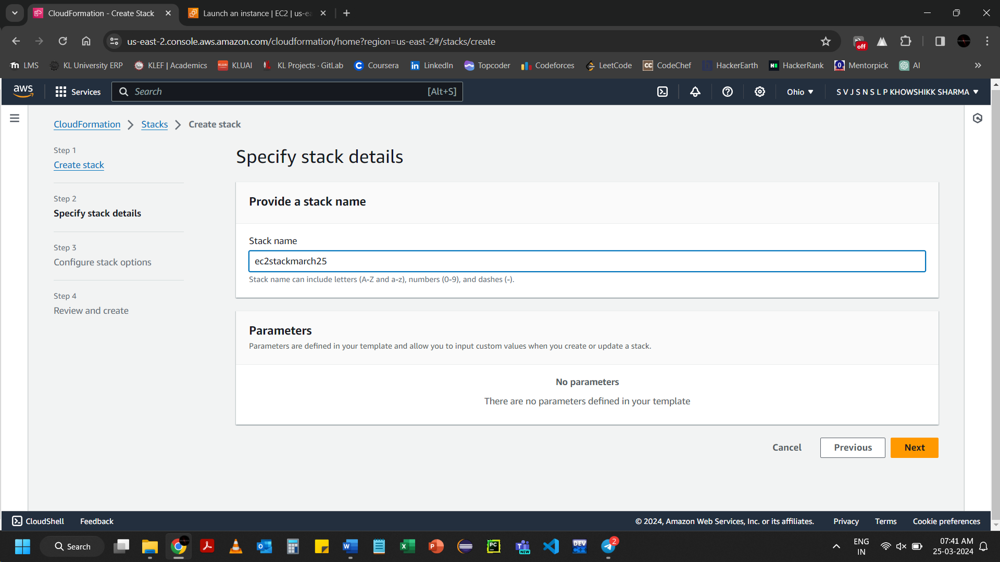 CloudFormation - Create Stack
Launch an instance | EC2 | us-ea
us-east-2.console.aws.amazon.com/cloudformation/home?region=us-east-2#/stacks/create
off
LMS
KL University ERP
KLEF | Academics
KLUAI
KL Projects · GitLab
Coursera
LinkedIn
Topcoder
Codeforces
LeetCode
CodeChef
HackerEarth
HackerRank
Mentorpick
AI
aws
Services
Search
[Alt+S]
Ohio
S V J S N S L P KHOWSHIKK SHARMA
CloudFormation
Stacks
Create stack
Step 1
Create stack
Step 2
Specify stack details
Step 3
Configure stack options
Step 4
Review and create
Specify stack details
Provide a stack name
Stack name
ec2stackmarch25
Stack name can include letters (A-Z and a-z), numbers (0-9), and dashes (-).
Parameters
Parameters are defined in your template and allow you to input custom values when you create or update a stack.
No parameters
There are no parameters defined in your template
Cancel
Previous
Next
CloudShell
Feedback
© 2024, Amazon Web Services, Inc. or its affiliates.
Privacy
Terms
Cookie preferences
Search
NEW
DEV
2
ENG
IN
07:41 AM
25-03-2024